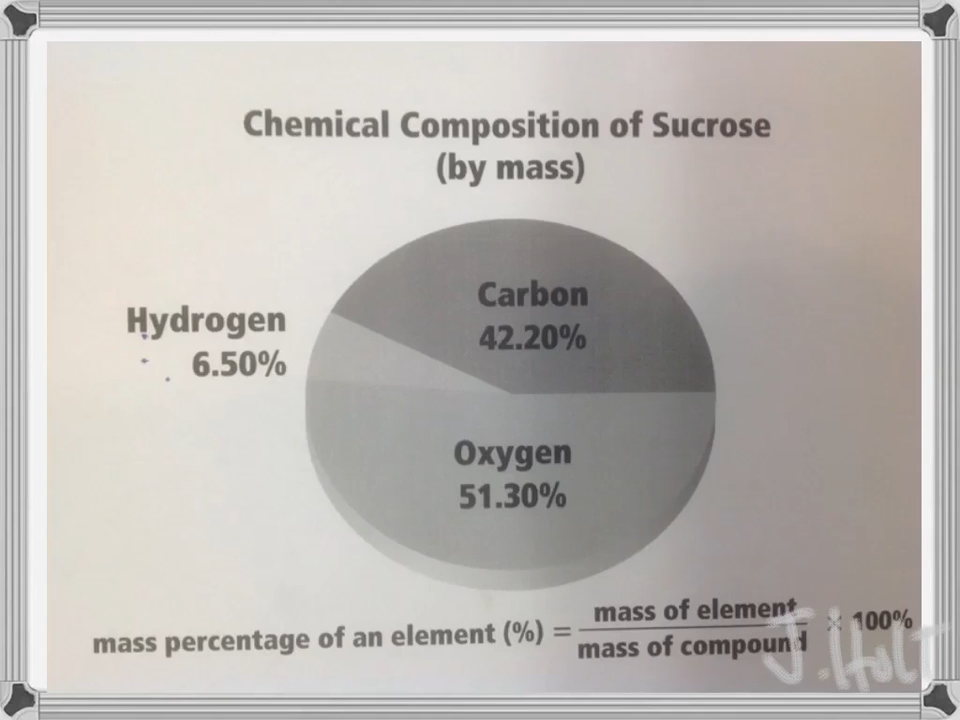 Chemical Composition of Sucrose
(by mass)
Carbon
42.20%
Hydrogen
6.50%
Oxygen
51.30%
mass percentage of an element (%) = mass of element / mass of compound × 100%
J. Holt